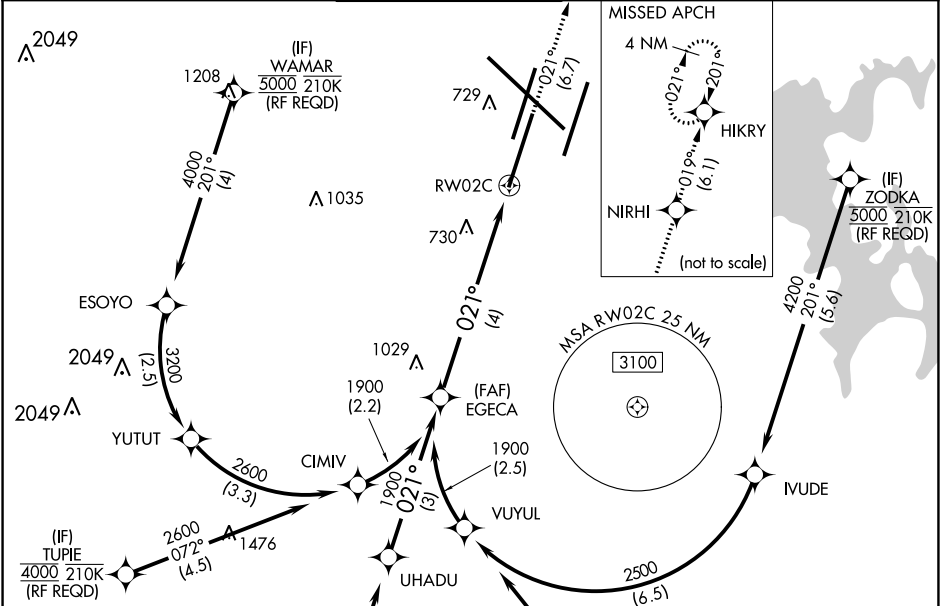 2049
(IF)
WAMAR
5000 210K
(RF REQD)
1208
4000
201°
(4)
1035
729
021°
(6.7)
RW02C
730
MISSED APCH
4 NM
021°
201°
HIKRY
019°
(6.1)
NIRHI
(not to scale)
(IF)
ZODKA
5000 210K
(RF REQD)
4200
201°
(5.6)
ESOYO
3200
(2.5)
2049
2049
YUTUT
2600
(3.3)
CIMIV
1900
(2.2)
1029
021°
(4)
(FAF)
EGECA
MSA RW02C 25 NM
3100
1900
(2.5)
1900
021°
(3)
VUYUL
IVUDE
2500
(6.5)
(IF)
TUPIE
4000 210K
(RF REQD)
2600
072°
(4.5)
1476
UHADU